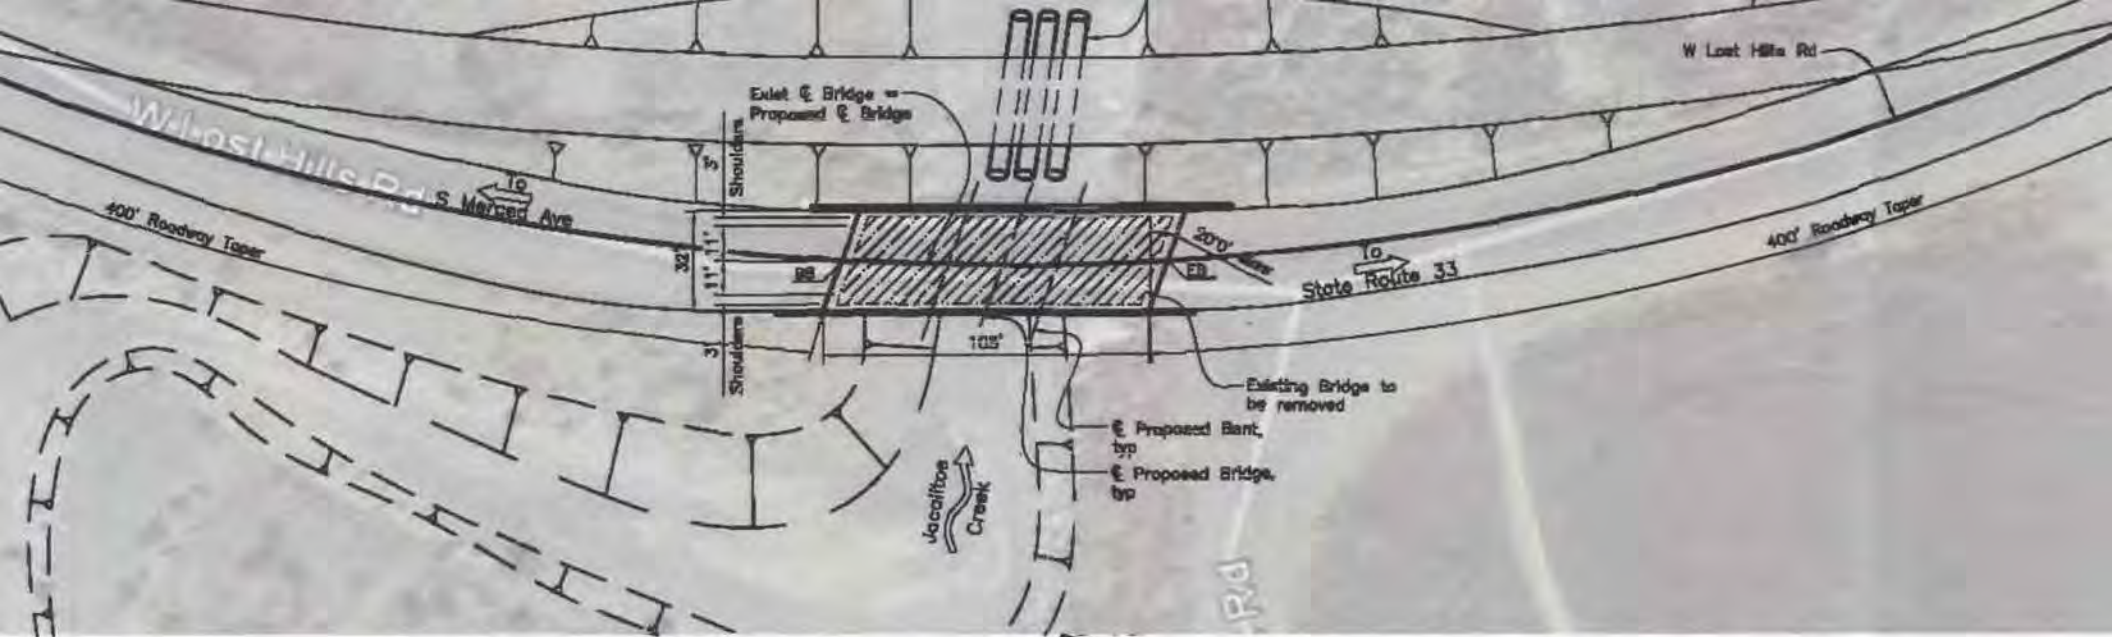 W Lost Hills Rd
Exist ℄ Bridge =
Proposed ℄ Bridge
Shoulders
3'
W Lost Hills Rd
To
S Merced Ave
400' Roadway Taper
32'
11'
11'
BB
20°0'
EB
To
State Route 33
400' Roadway Taper
3'
Shoulders
105'
Existing Bridge to
be removed
℄ Proposed Bent,
typ
℄ Proposed Bridge,
typ
Jacalitos
Creek
Rd